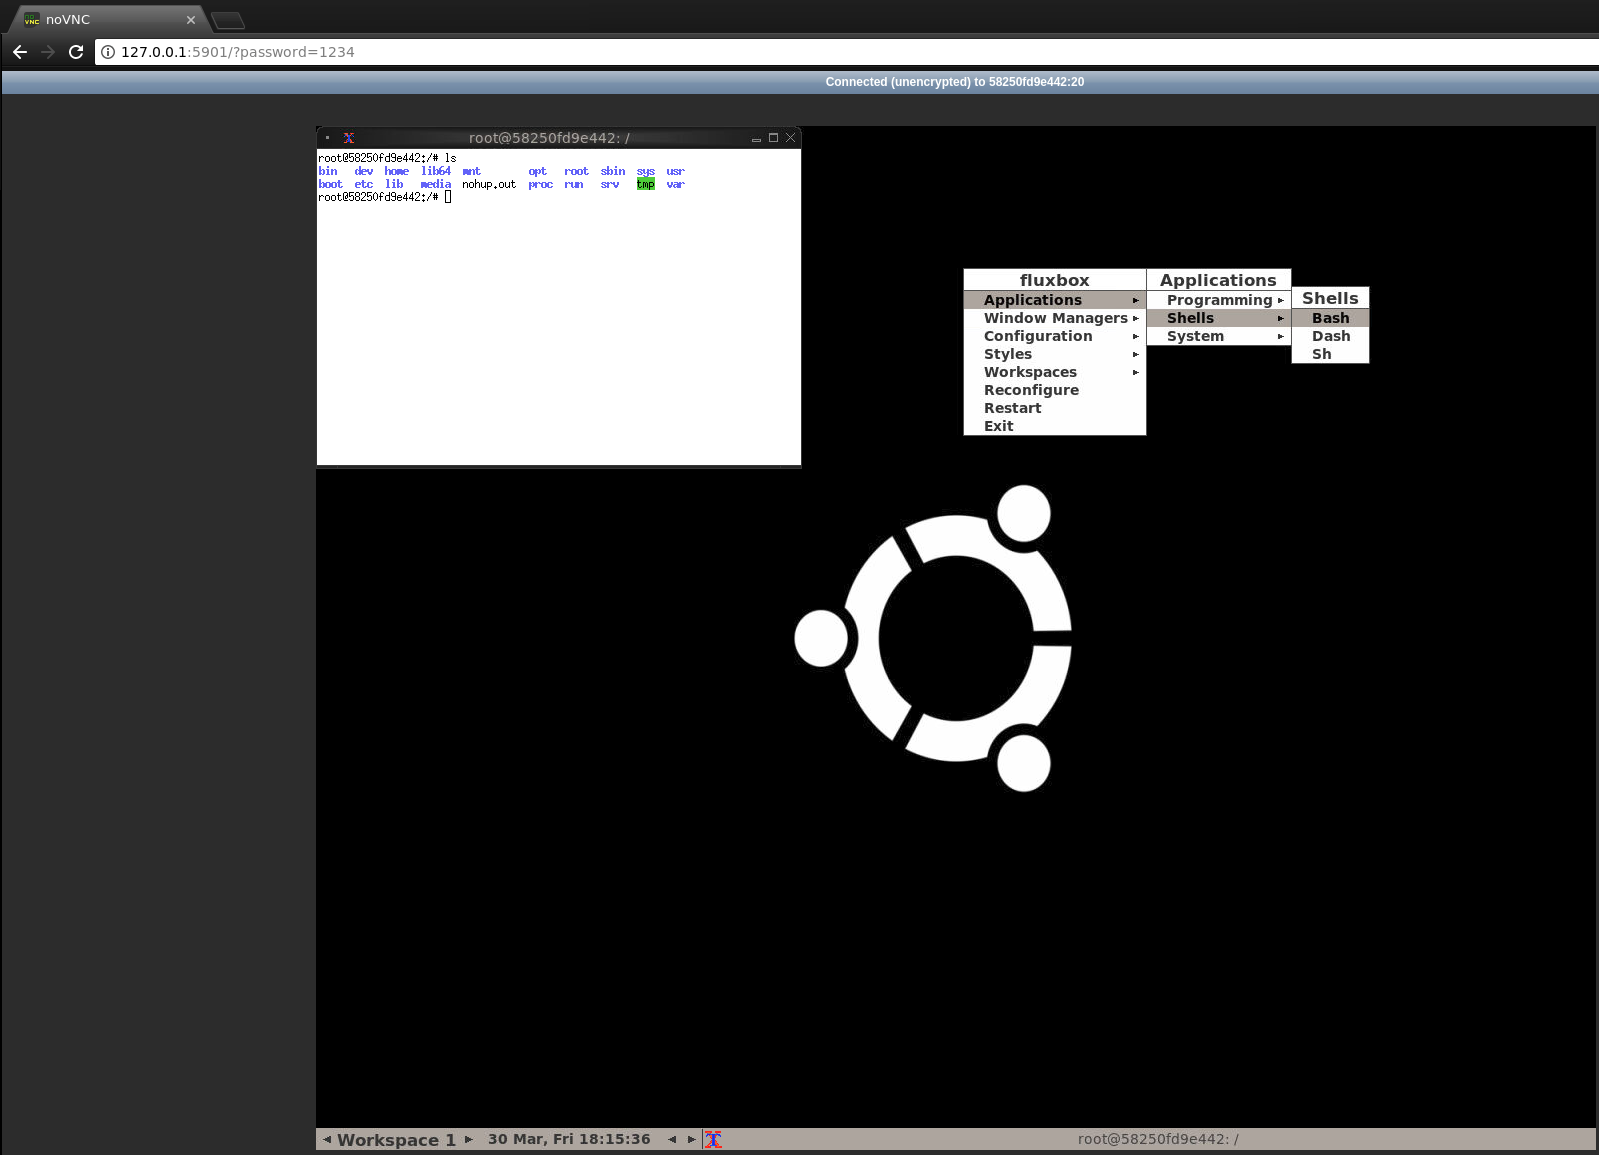 noVNC
127.0.0.1:5901/?password=1234
Connected (unencrypted) to 58250fd9e442:20
root@58250fd9e442: /
root@58250fd9e442:/# ls
bin dev home lib64 mnt opt root sbin sys usr
boot etc lib media nohup.out proc run srv tmp var
root@58250fd9e442:/#
fluxbox
Applications
Window Managers
Configuration
Styles
Workspaces
Reconfigure
Restart
Exit
Applications
Programming
Shells
System
Shells
Bash
Dash
Sh
Workspace 1
30 Mar, Fri 18:15:36
root@58250fd9e442: /